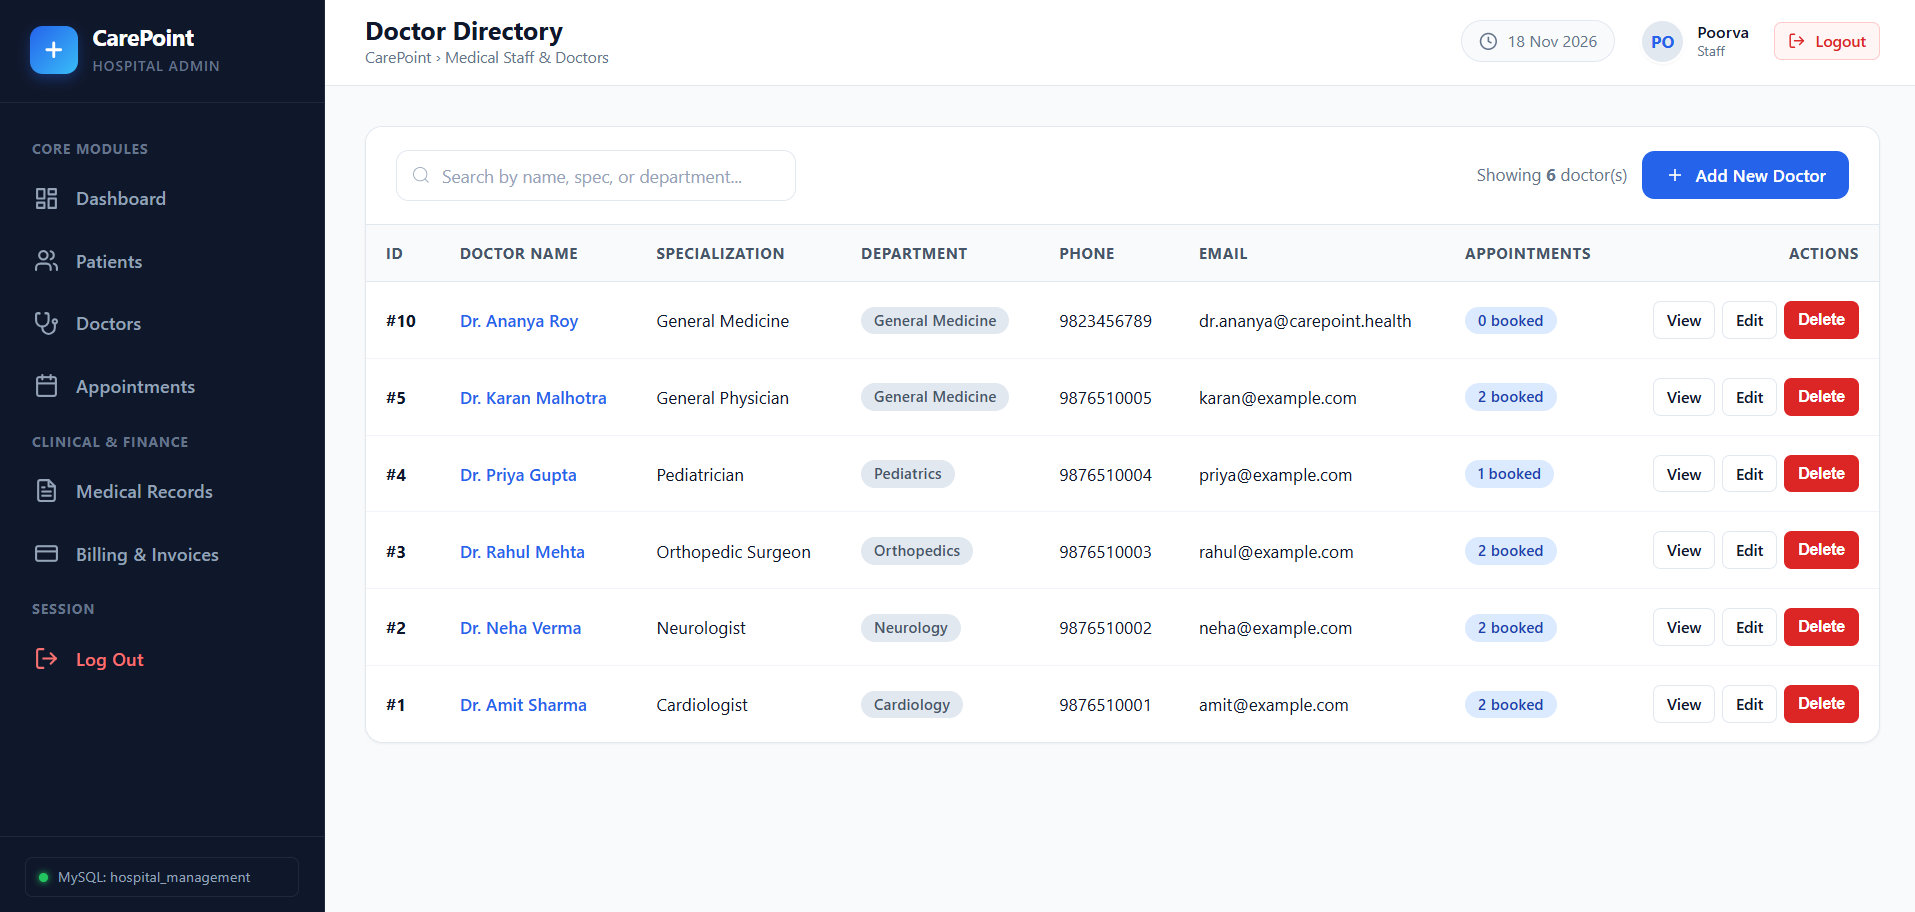 CarePoint
HOSPITAL ADMIN
CORE MODULES
Dashboard
Patients
Doctors
Appointments
CLINICAL & FINANCE
Medical Records
Billing & Invoices
SESSION
Log Out
MySQL: hospital_management
Doctor Directory
CarePoint › Medical Staff & Doctors
18 Nov 2026
PO
Poorva
Staff
Logout
Search by name, spec, or department...
Showing 6 doctor(s)
+ Add New Doctor
ID DOCTOR NAME SPECIALIZATION DEPARTMENT PHONE EMAIL APPOINTMENTS ACTIONS
#10 Dr. Ananya Roy General Medicine General Medicine 9823456789 dr.ananya@carepoint.health 0 booked View Edit Delete
#5 Dr. Karan Malhotra General Physician General Medicine 9876510005 karan@example.com 2 booked View Edit Delete
#4 Dr. Priya Gupta Pediatrician Pediatrics 9876510004 priya@example.com 1 booked View Edit Delete
#3 Dr. Rahul Mehta Orthopedic Surgeon Orthopedics 9876510003 rahul@example.com 2 booked View Edit Delete
#2 Dr. Neha Verma Neurologist Neurology 9876510002 neha@example.com 2 booked View Edit Delete
#1 Dr. Amit Sharma Cardiologist Cardiology 9876510001 amit@example.com 2 booked View Edit Delete